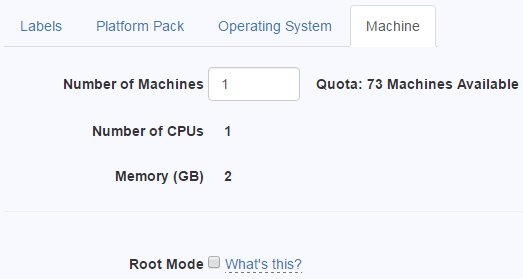 Labels Platform Pack Operating System Machine
Number of Machines 1 Quota: 73 Machines Available
Number of CPUs 1
Memory (GB) 2
Root Mode What's this?